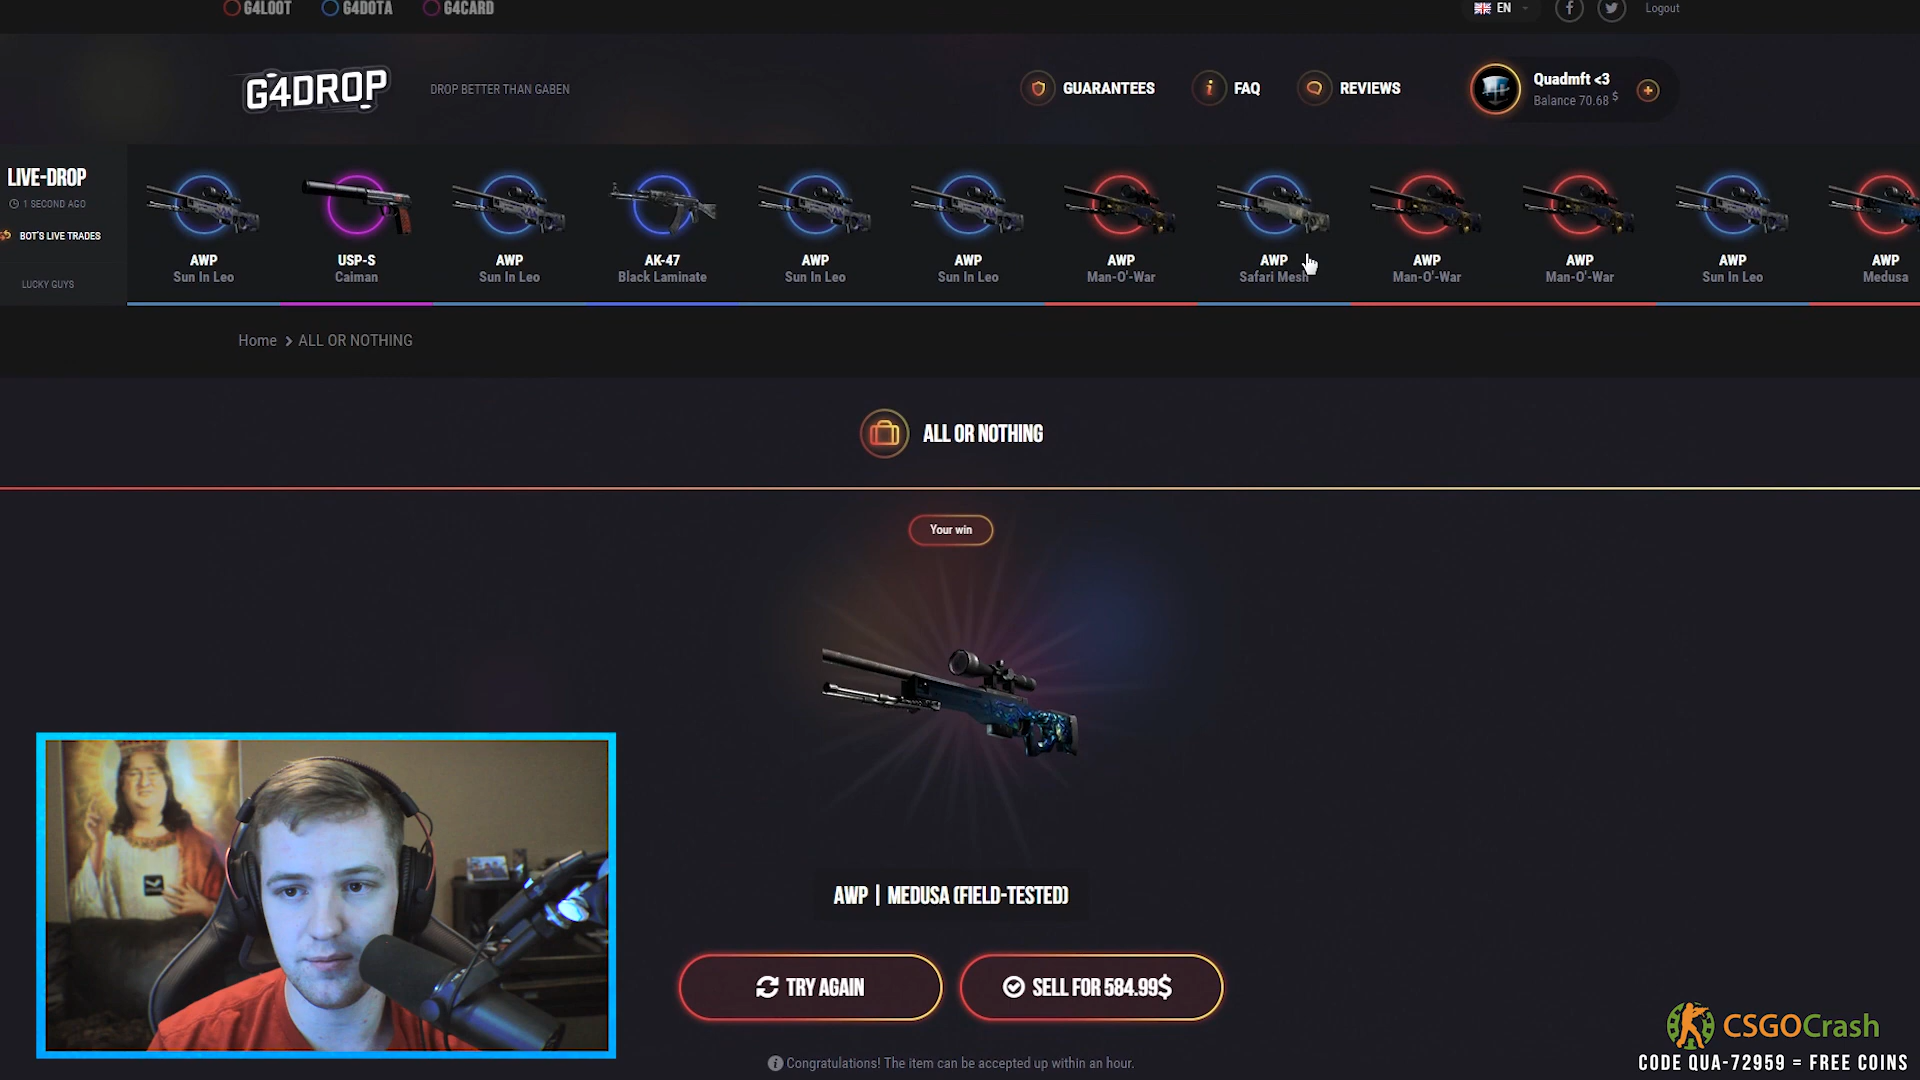 G4LOOT G4DOTA G4CARD
EN
Logout
G4DROP
DROP BETTER THAN GABEN
GUARANTEES
FAQ
REVIEWS
Quadmft <3
Balance 70.68 $
LIVE-DROP
1 SECOND AGO
BOT'S LIVE TRADES
LUCKY GUYS
AWP
Sun In Leo
USP-S
Caiman
AWP
Sun In Leo
AK-47
Black Laminate
AWP
Sun In Leo
AWP
Sun In Leo
AWP
Man-O'-War
AWP
Safari Mesh
AWP
Man-O'-War
AWP
Man-O'-War
AWP
Sun In Leo
AWP
Medusa
Home > ALL OR NOTHING
ALL OR NOTHING
Your win
AWP | MEDUSA (FIELD-TESTED)
TRY AGAIN
SELL FOR 584.99$
Congratulations! The item can be accepted up within an hour.
CSGOCrash
CODE QUA-72959 = FREE COINS